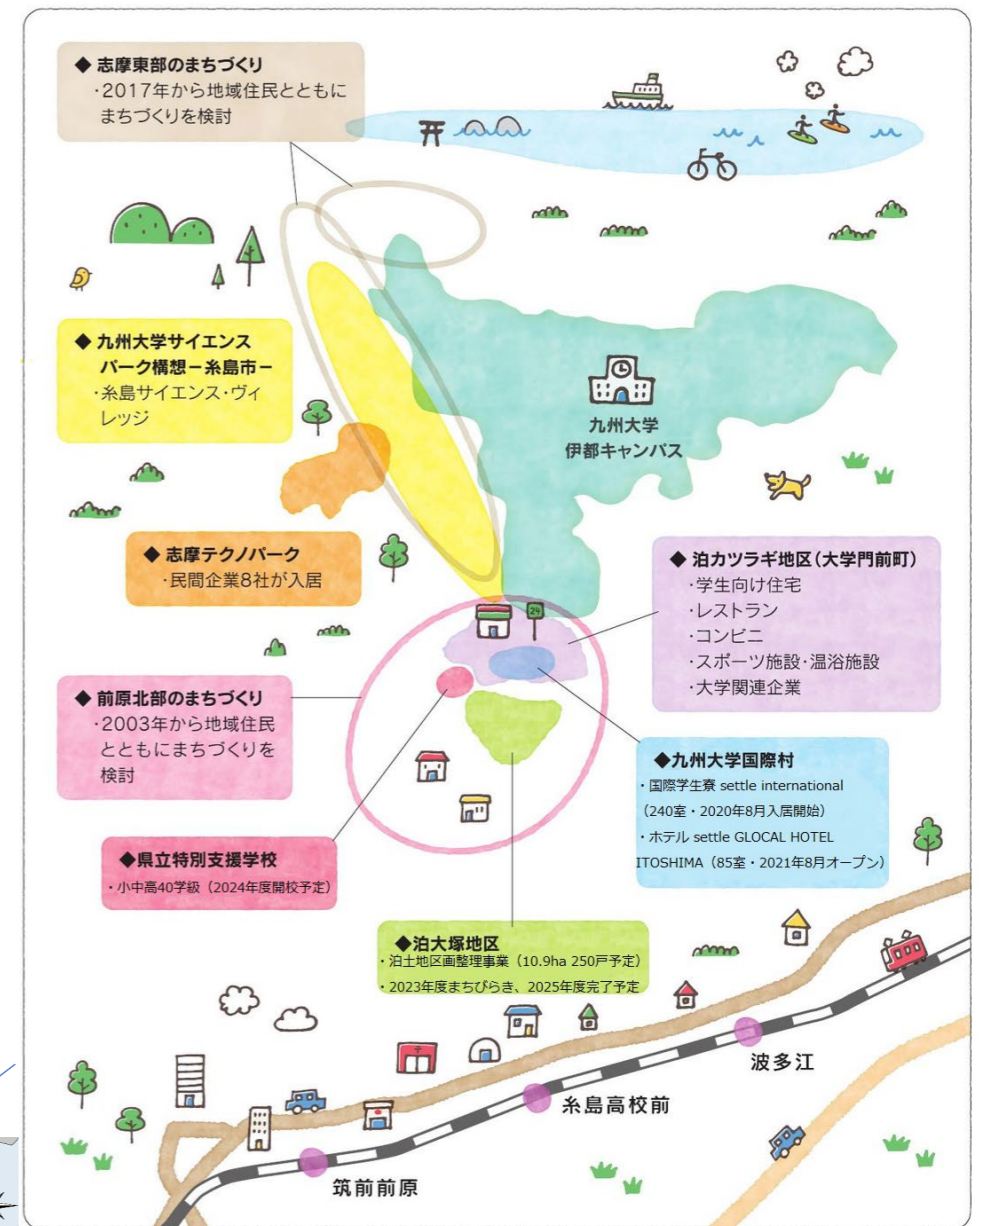 ◆ 志摩東部のまちづくり
・2017年から地域住民とともに
まちづくりを検討
◆ 九州大学サイエンス
パーク構想－糸島市－
・糸島サイエンス・ヴィ
レッジ
九州大学
伊都キャンパス
◆ 志摩テクノパーク
・民間企業8社が入居
◆ 泊カツラギ地区（大学門前町）
・学生向け住宅
・レストラン
・コンビニ
・スポーツ施設・温浴施設
・大学関連企業
24
◆ 前原北部のまちづくり
・2003年から地域住民
とともにまちづくりを
検討
◆九州大学国際村
・国際学生寮 settle international
（240室・2020年8月入居開始）
・ホテル settle GLOCAL HOTEL
ITOSHIMA（85室・2021年8月オープン）
◆県立特別支援学校
・小中高40学級（2024年度開校予定）
◆泊大塚地区
・泊土地区画整理事業（10.9ha 250戸予定）
・2023年度まちびらき、2025年度完了予定
波多江
糸島高校前
筑前前原